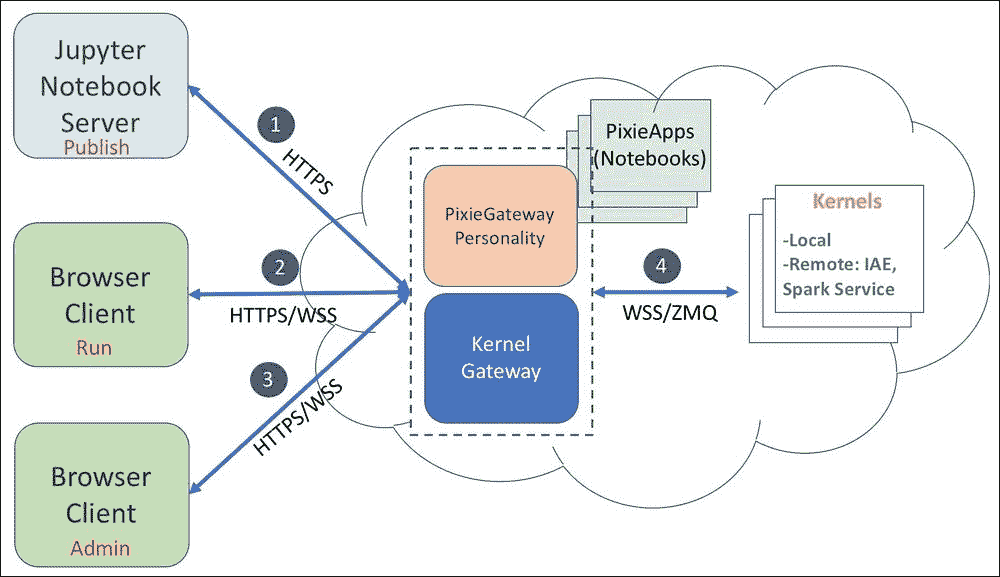 Jupyter
Notebook
Server
Publish
1
HTTPS
Browser
Client
Run
2
HTTPS/WSS
Browser
Client
Admin
3
HTTPS/WSS
PixieGateway
Personality
Kernel
Gateway
PixieApps
(Notebooks)
4
WSS/ZMQ
Kernels
-Local
-Remote: IAE,
Spark Service